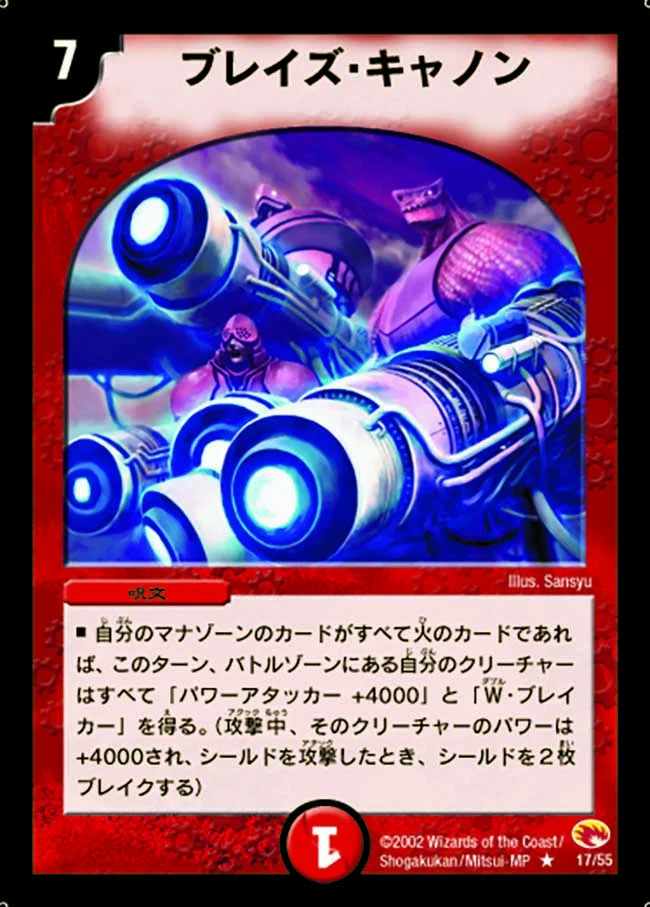 7
ブレイズ・キャノン
Illus. Sansyu
呪文
■ 自分のマナゾーンのカードがすべて火のカードであれ
ば、このターン、バトルゾーンにある自分のクリーチャー
はすべて「パワーアタッカー +4000」と「W・ブレイ
カー」を得る。(攻撃中、そのクリーチャーのパワーは
+4000され、シールドを攻撃したとき、シールドを2枚
ブレイクする)
1
©2002 Wizards of the Coast/
Shogakukan/Mitsui-MP ★ 17/55